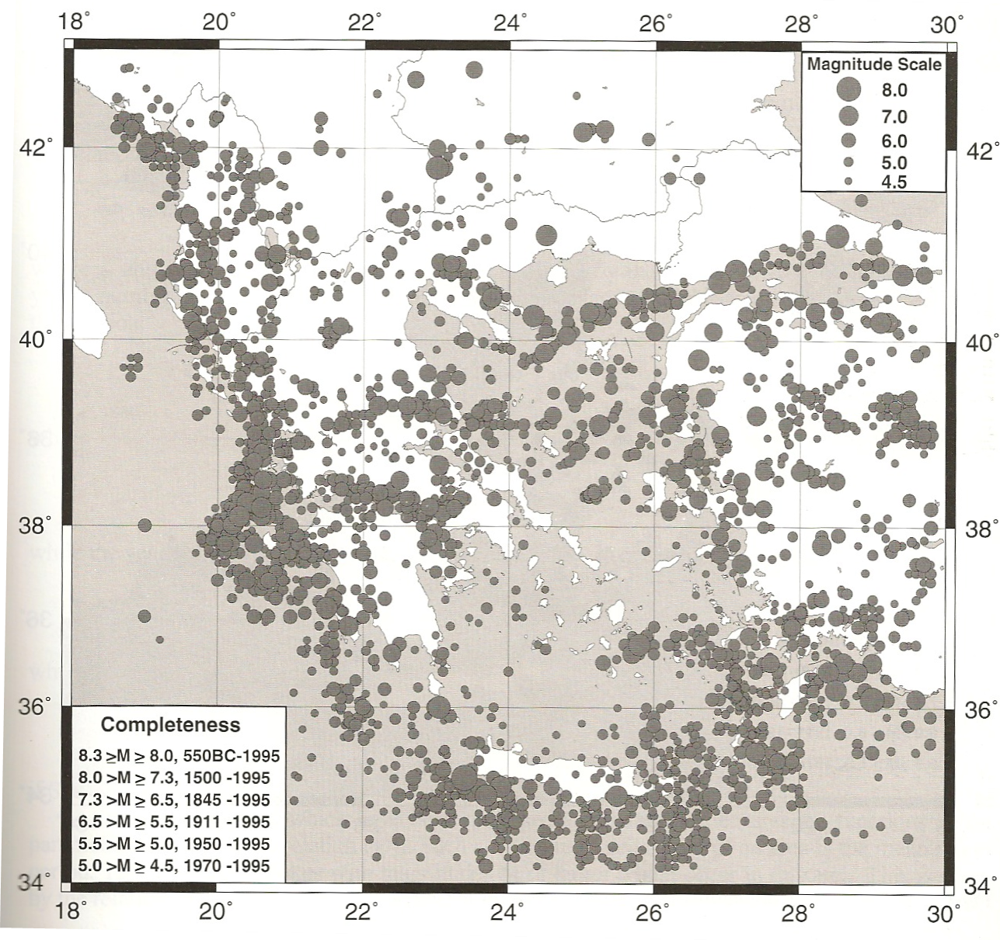 18° 20° 22° 24° 26° 28° 30°
Magnitude Scale
8.0
7.0
6.0
5.0
4.5
42° 42°
40° 40°
38° 38°
36° 36°
Completeness
8.3 ≥M ≥ 8.0, 550BC-1995
8.0 >M ≥ 7.3, 1500 -1995
7.3 >M ≥ 6.5, 1845 -1995
6.5 >M ≥ 5.5, 1911 -1995
5.5 >M ≥ 5.0, 1950 -1995
5.0 >M ≥ 4.5, 1970 -1995
34° 34°
18° 20° 22° 24° 26° 28° 30°